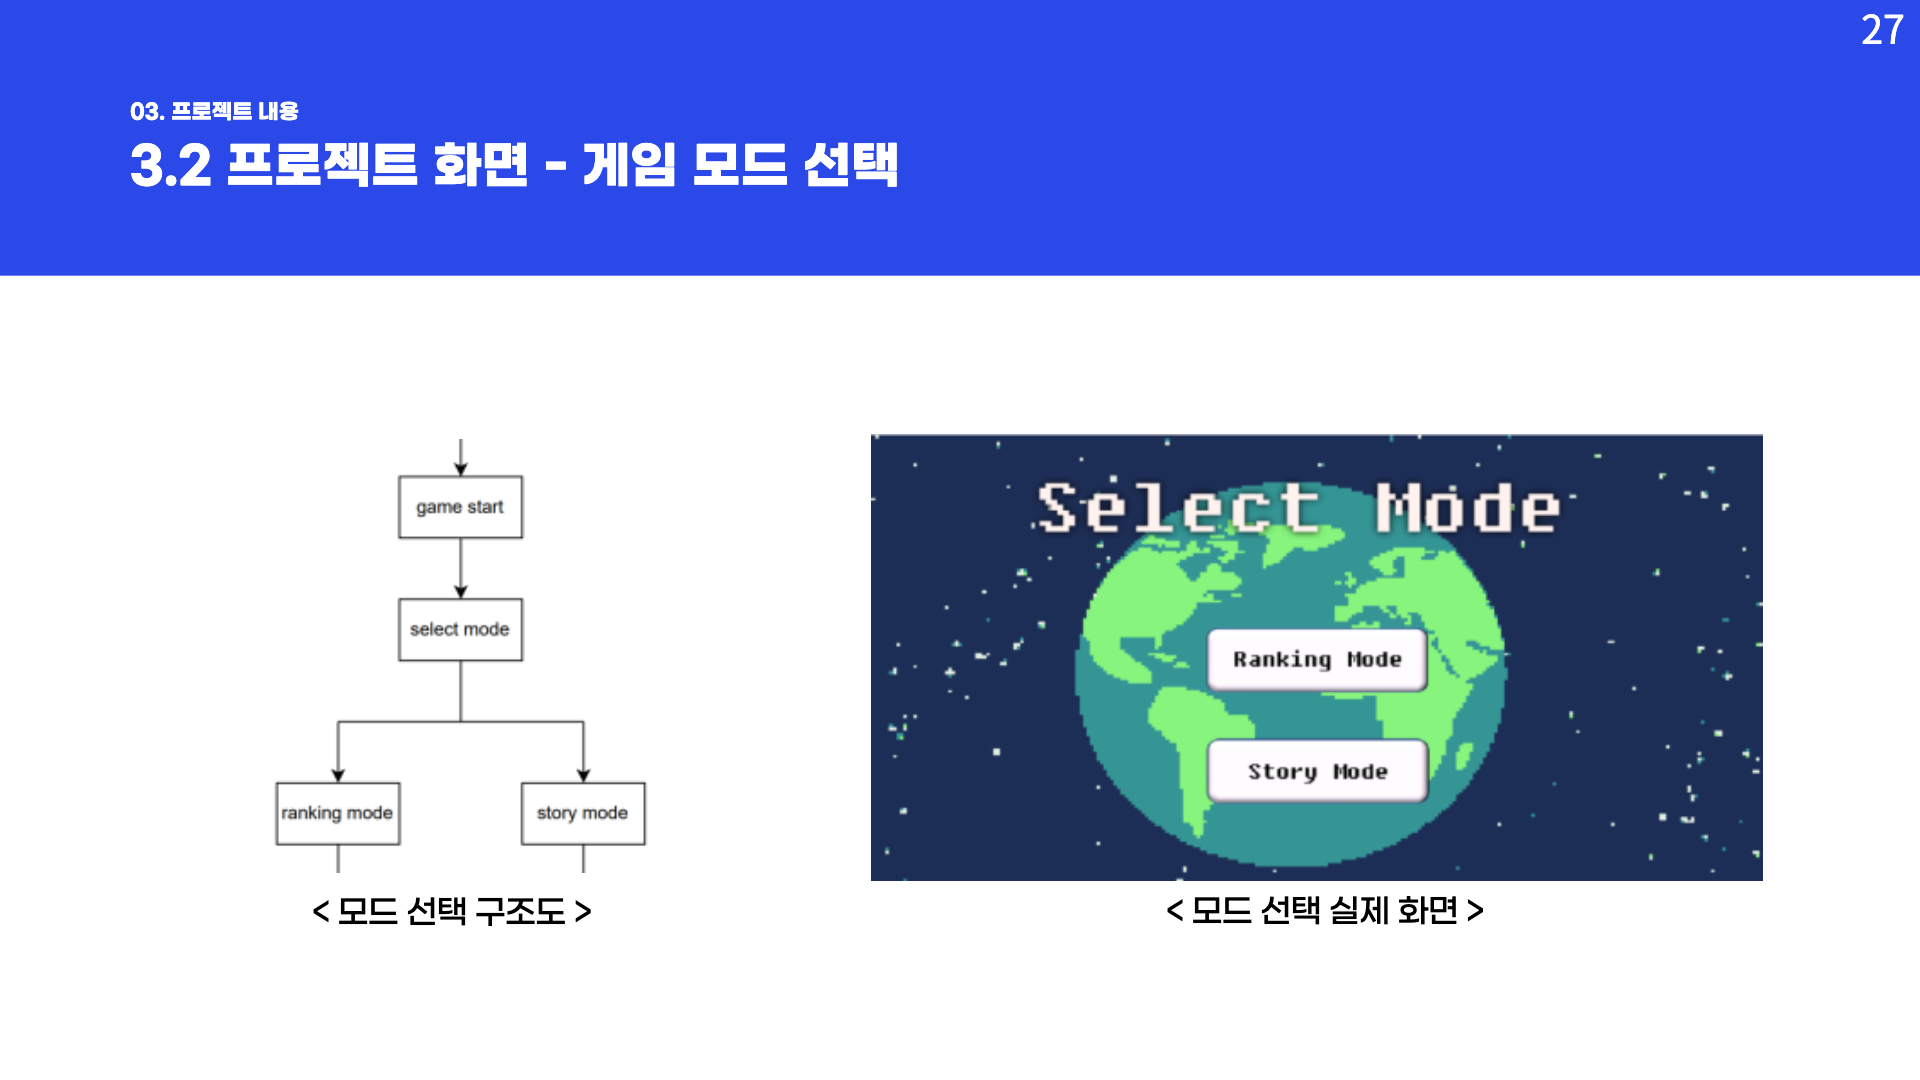 27
03. 프로젝트 내용
3.2 프로젝트 화면 - 게임 모드 선택
game start
select mode
ranking mode
story mode
< 모드 선택 구조도 >
Select Mode
Ranking Mode
Story Mode
< 모드 선택 실제 화면 >